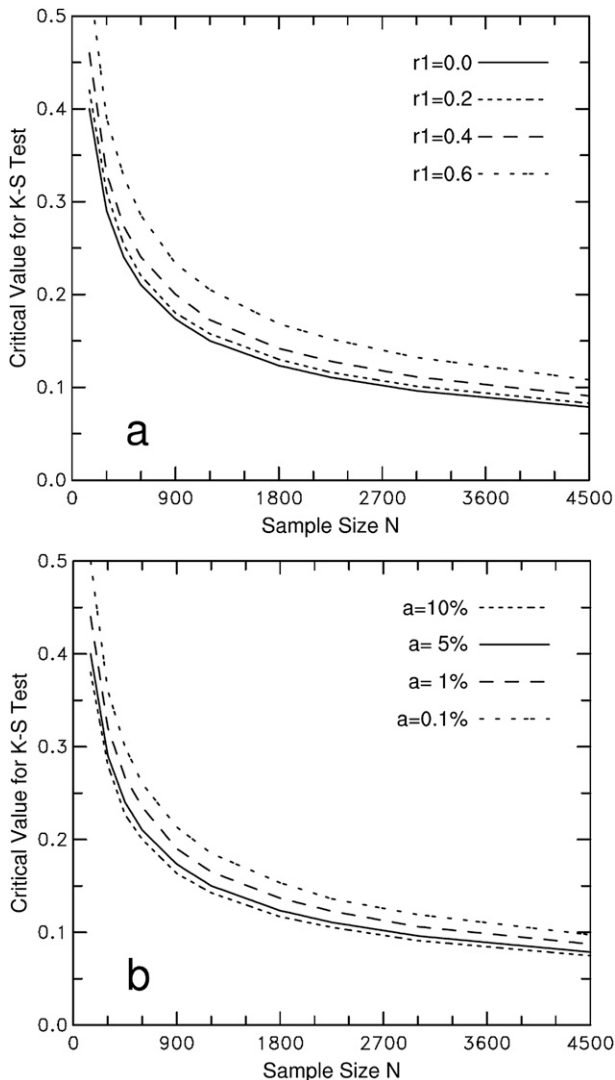 0.5
0.4
0.3
0.2
0.1
0.0
Critical Value for K-S Test
r1=0.0
r1=0.2
r1=0.4
r1=0.6
a
0 900 1800 2700 3600 4500
Sample Size N
0.5
0.4
0.3
0.2
0.1
0.0
Critical Value for K-S Test
a=10%
a= 5%
a= 1%
a=0.1%
b
0 900 1800 2700 3600 4500
Sample Size N